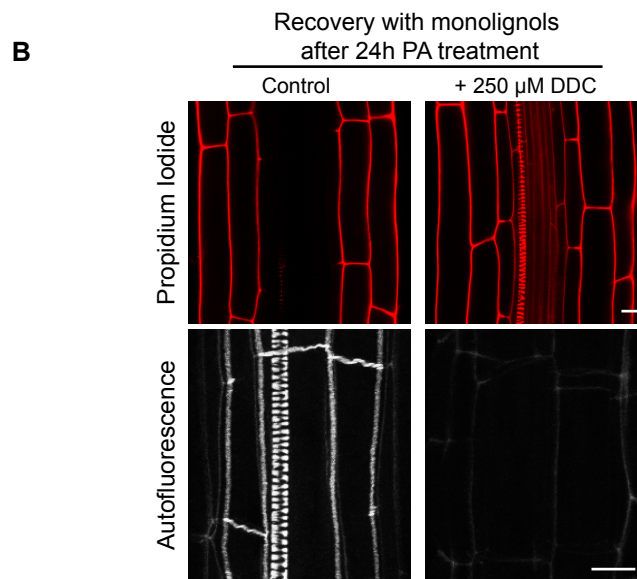 B
Recovery with monolignols
after 24h PA treatment
Control
+ 250 µM DDC
Propidium Iodide
Autofluorescence